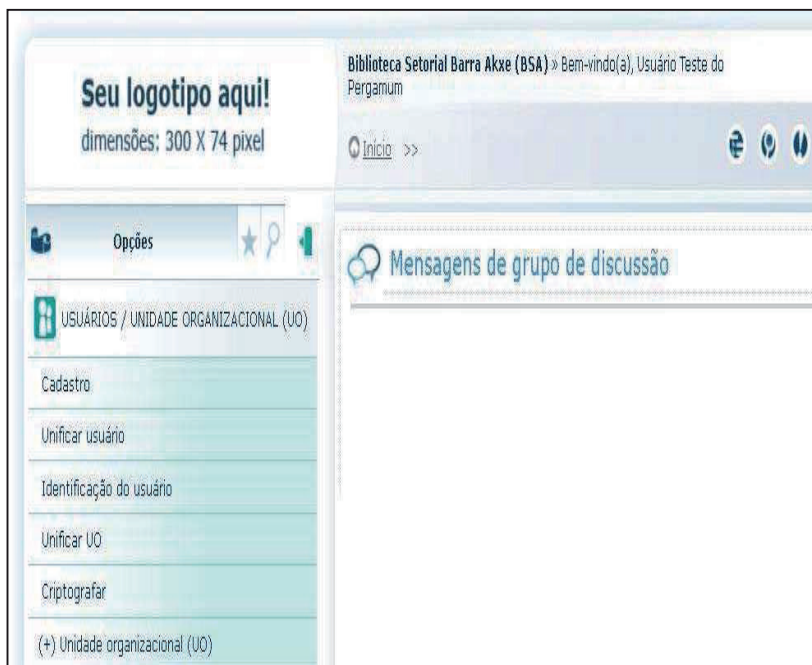 Seu logotipo aqui!
dimensões: 300 X 74 pixel
Biblioteca Setorial Barra Akxe (BSA) » Bem-vindo(a), Usuário Teste do
Pergamum
Início >>
Opções
Mensagens de grupo de discussão
USUÁRIOS / UNIDADE ORGANIZACIONAL (UO)
Cadastro
Unificar usuário
Identificação do usuário
Unificar UO
Criptografar
(+) Unidade organizacional (UO)